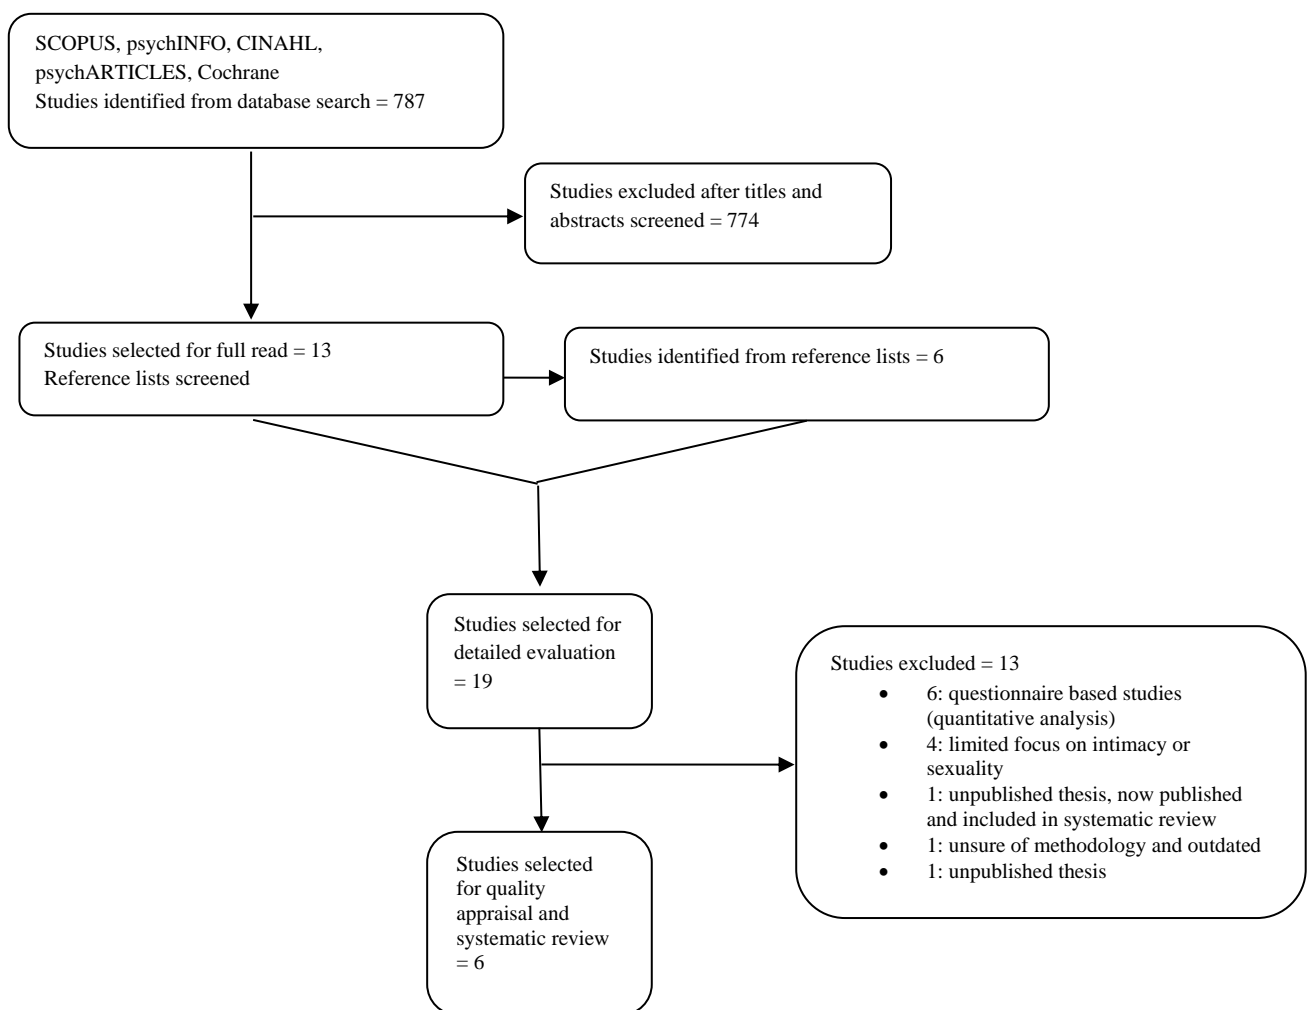 SCOPUS, psychINFO, CINAHL,
psychARTICLES, Cochrane
Studies identified from database search = 787
Studies excluded after titles and
abstracts screened = 774
Studies selected for full read = 13
Reference lists screened
Studies identified from reference lists = 6
Studies selected for
detailed evaluation
= 19
Studies excluded = 13
• 6: questionnaire based studies
(quantitative analysis)
• 4: limited focus on intimacy or
sexuality
• 1: unpublished thesis, now published
and included in systematic review
• 1: unsure of methodology and outdated
• 1: unpublished thesis
Studies selected
for quality
appraisal and
systematic review
= 6